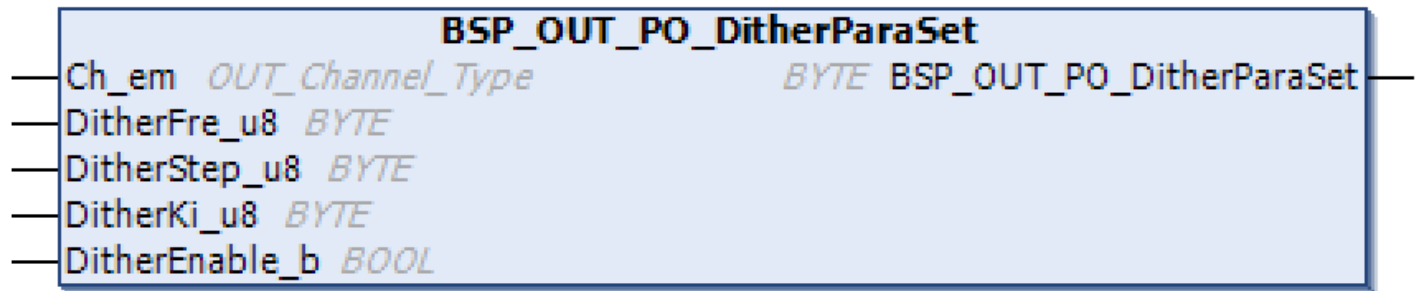 BSP_OUT_PO_DitherParaSet
Ch_em OUT_Channel_Type BYTE BSP_OUT_PO_DitherParaSet
DitherFre_u8 BYTE
DitherStep_u8 BYTE
DitherKi_u8 BYTE
DitherEnable_b BOOL